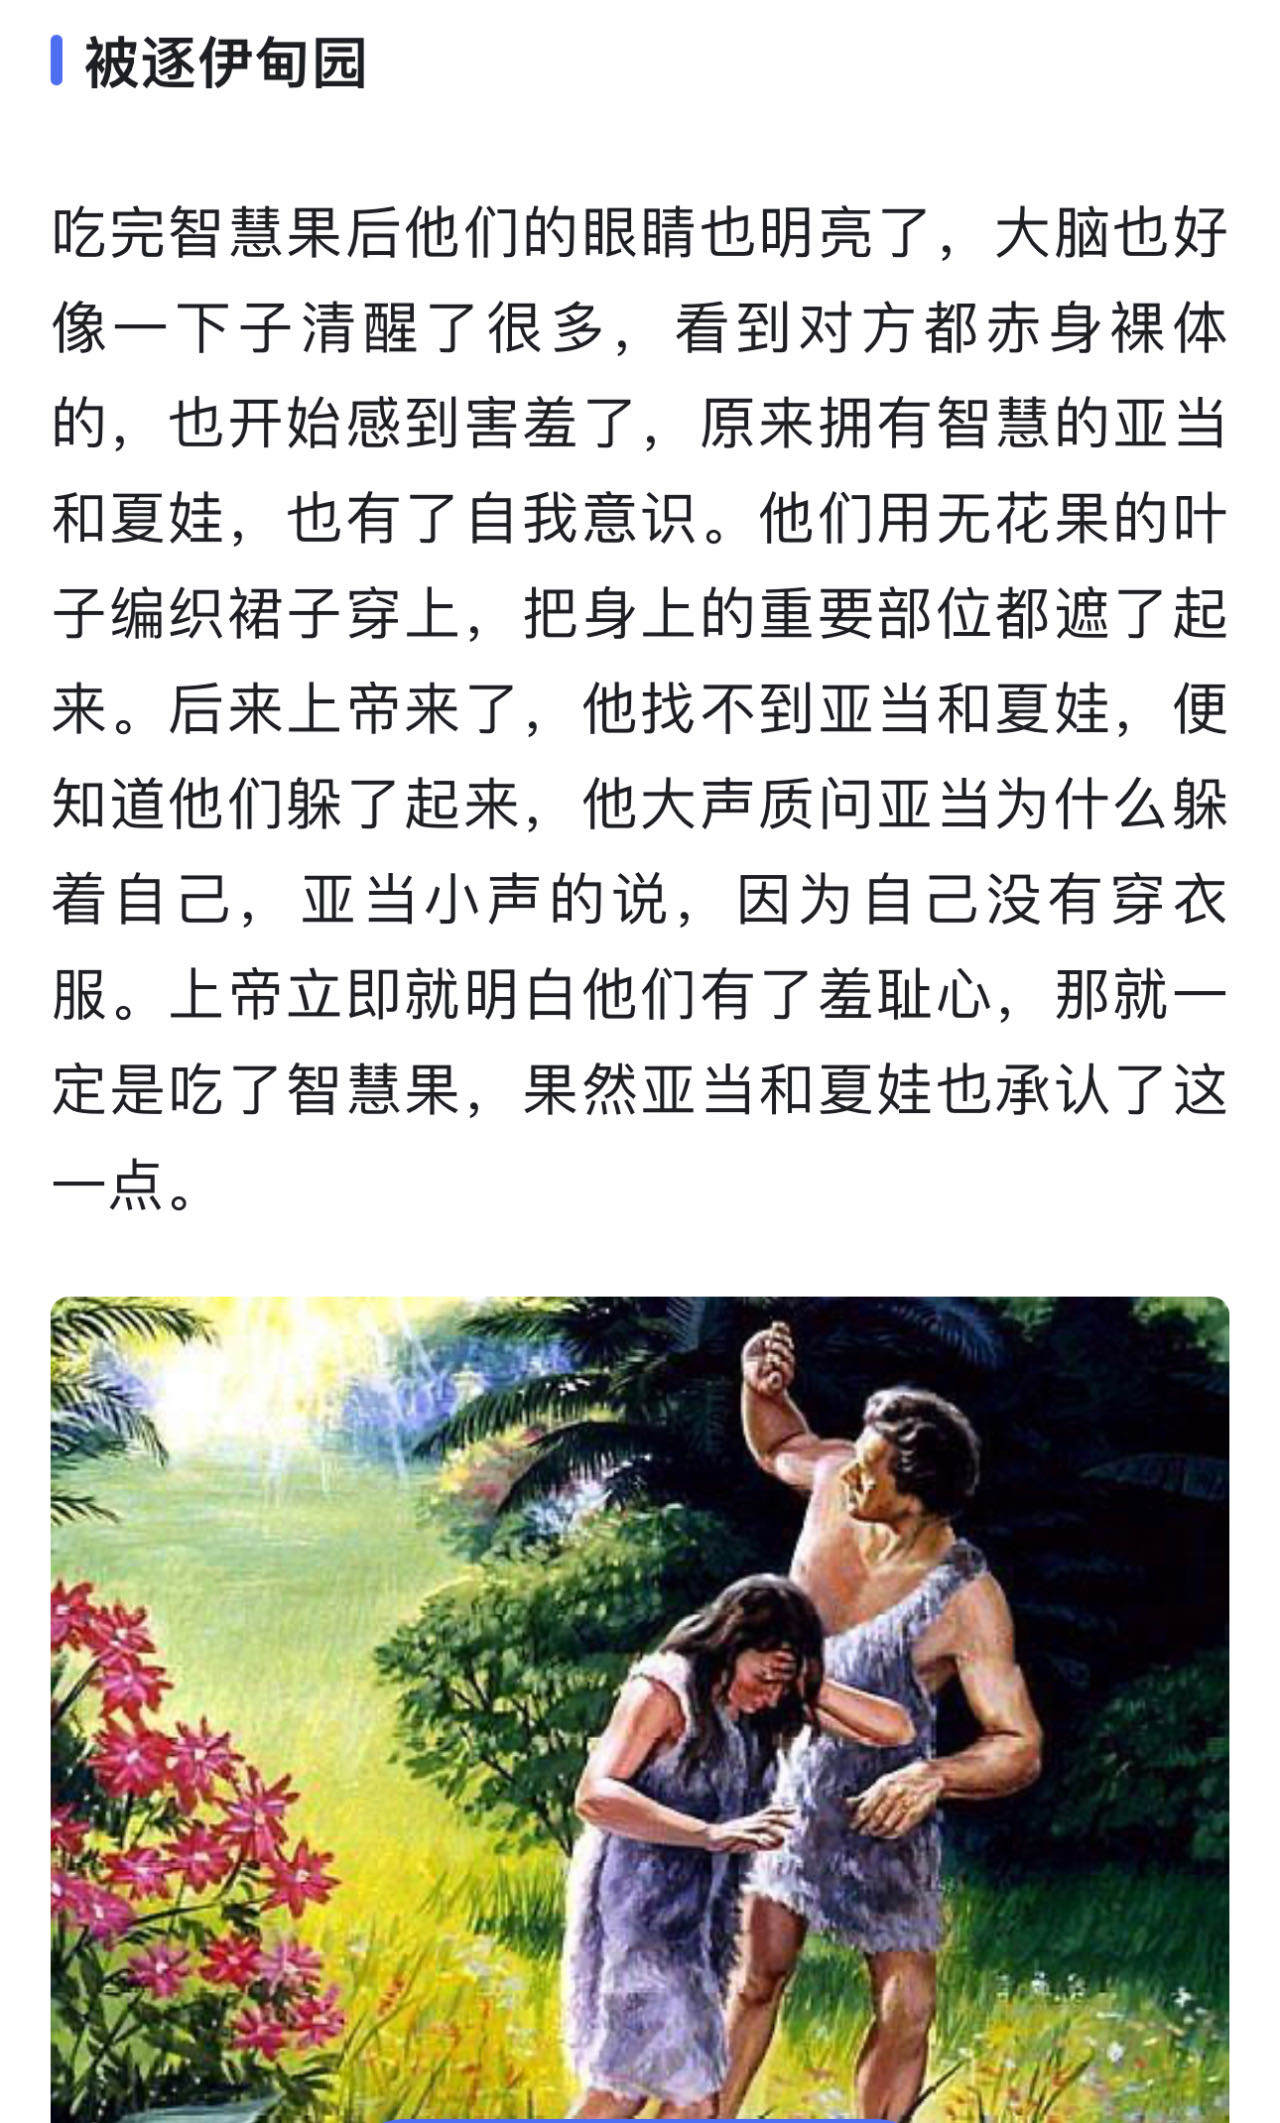 被逐伊甸园
吃完智慧果后他们的眼睛也明亮了，大脑也好
像一下子清醒了很多，看到对方都赤身裸体
的，也开始感到害羞了，原来拥有智慧的亚当
和夏娃，也有了自我意识。他们用无花果的叶
子编织裙子穿上，把身上的重要部位都遮了起
来。后来上帝来了，他找不到亚当和夏娃，便
知道他们躲了起来，他大声质问亚当为什么躲
着自己，亚当小声的说，因为自己没有穿衣
服。上帝立即就明白他们有了羞耻心，那就一
定是吃了智慧果，果然亚当和夏娃也承认了这
一点。